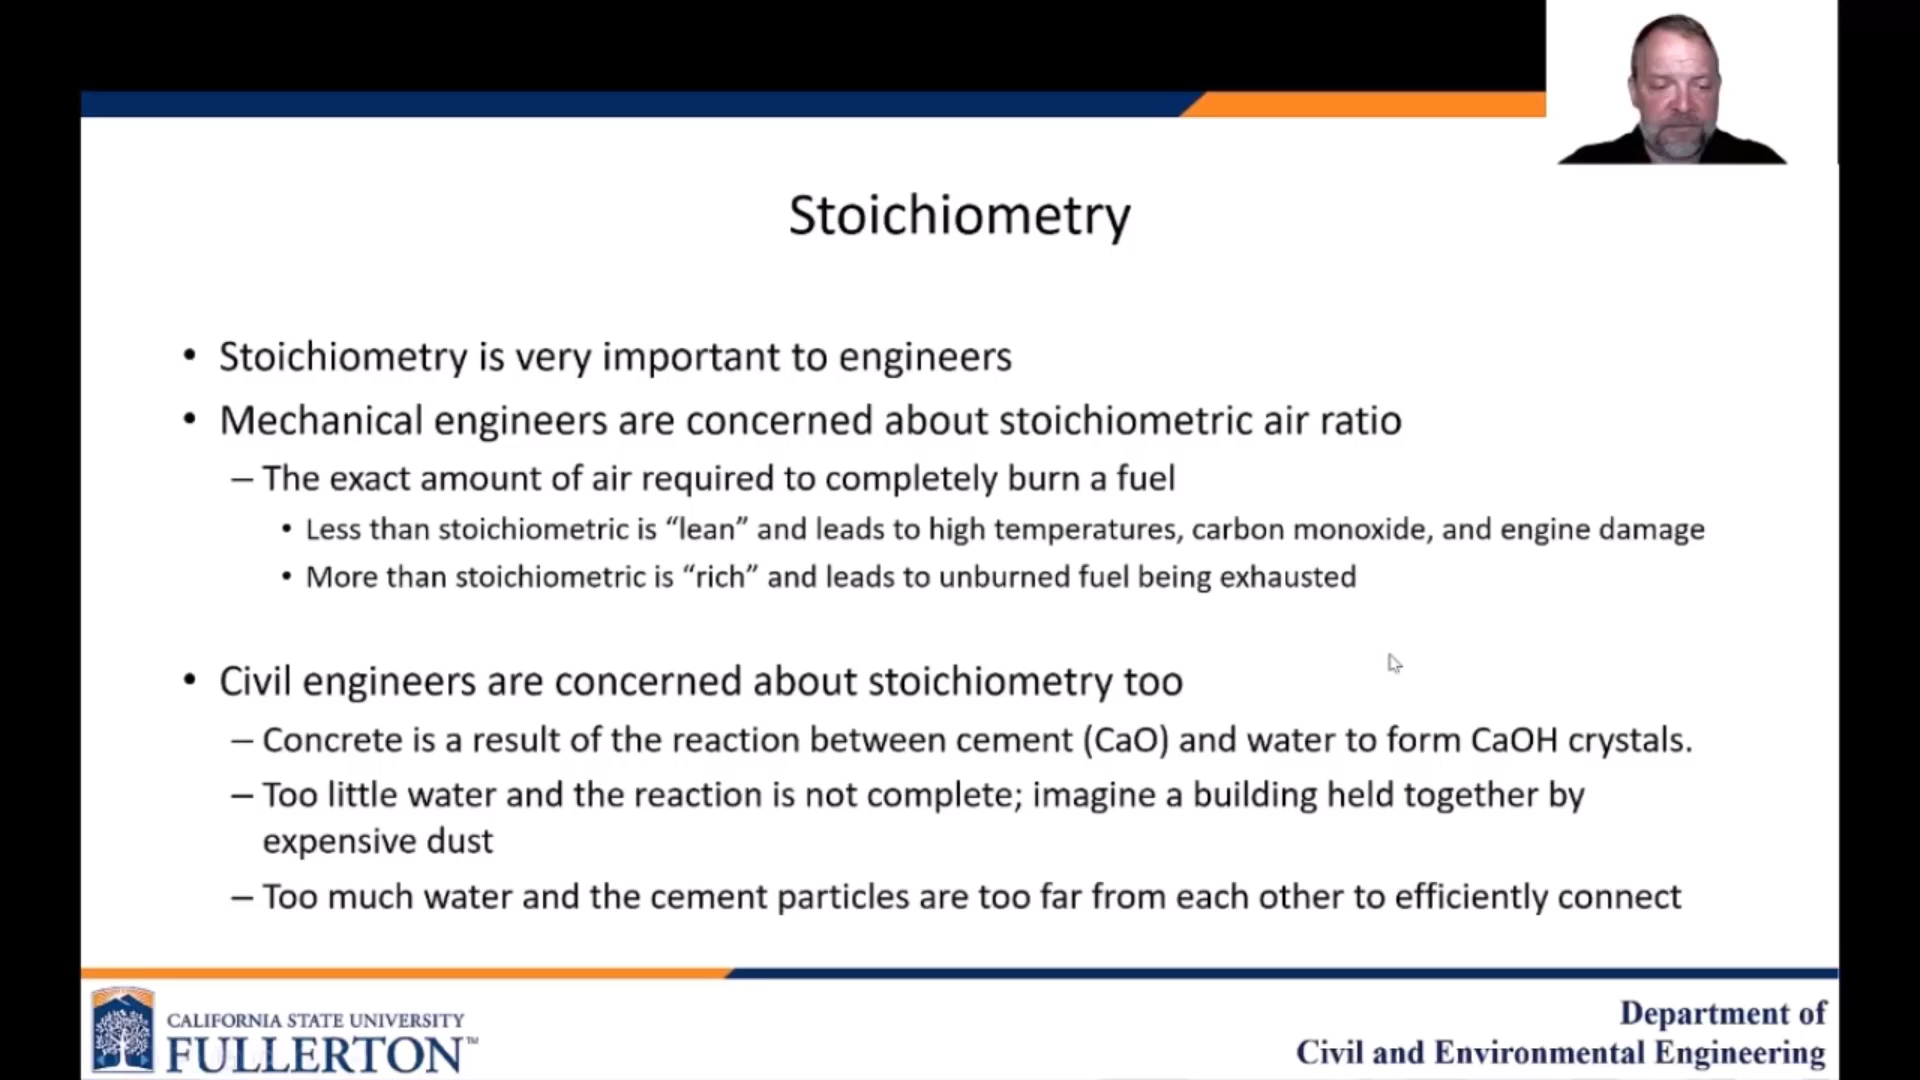 Stoichiometry
• Stoichiometry is very important to engineers
• Mechanical engineers are concerned about stoichiometric air ratio
– The exact amount of air required to completely burn a fuel
• Less than stoichiometric is “lean” and leads to high temperatures, carbon monoxide, and engine damage
• More than stoichiometric is “rich” and leads to unburned fuel being exhausted
• Civil engineers are concerned about stoichiometry too
– Concrete is a result of the reaction between cement (CaO) and water to form CaOH crystals.
– Too little water and the reaction is not complete; imagine a building held together by
expensive dust
– Too much water and the cement particles are too far from each other to efficiently connect
CALIFORNIA STATE UNIVERSITY
FULLERTON™
Department of
Civil and Environmental Engineering